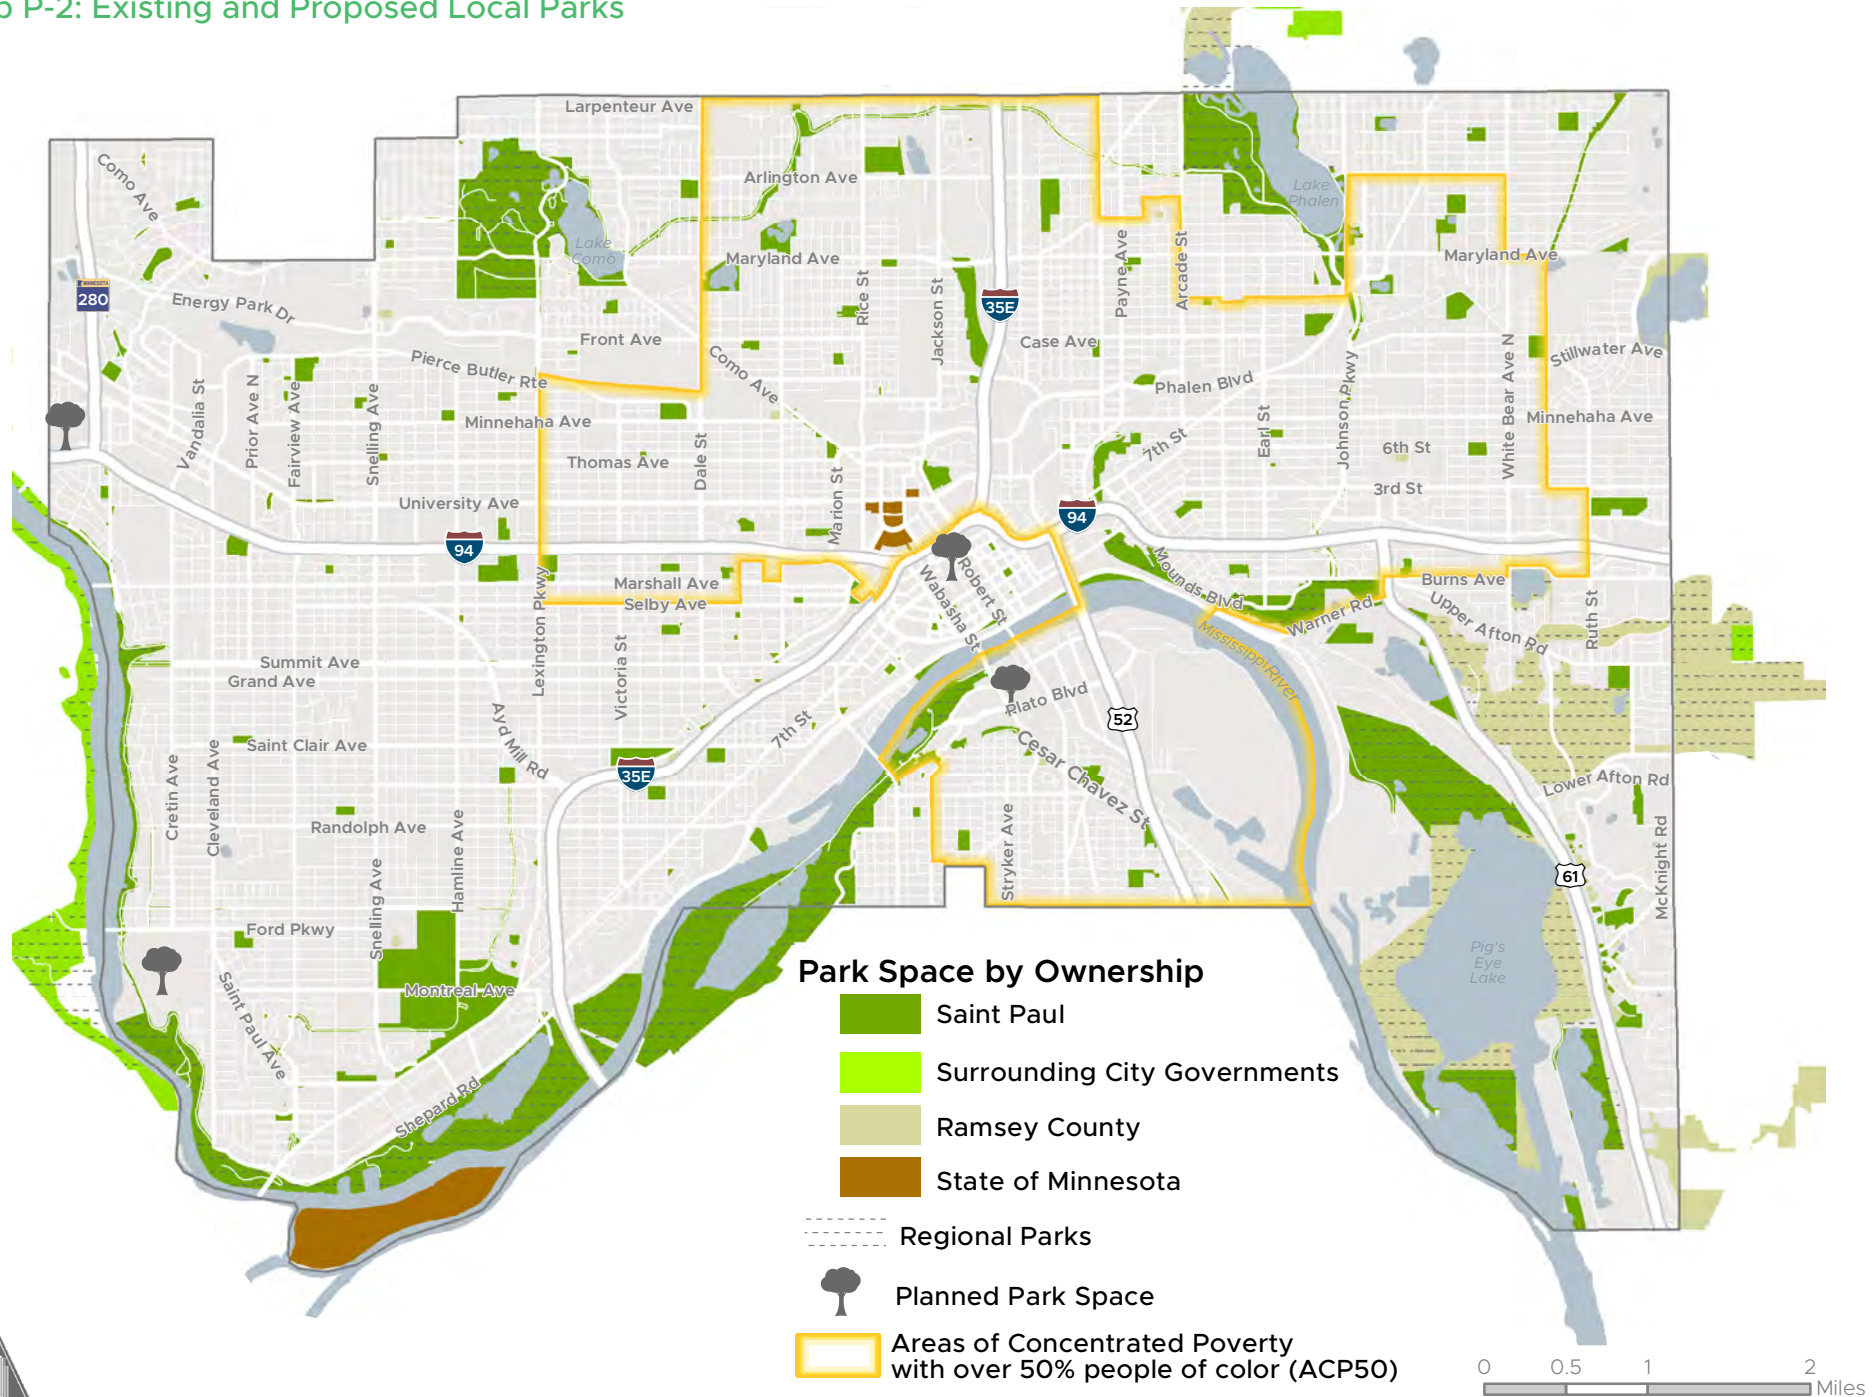 P-2: Existing and Proposed Local Parks
Larpenteur Ave
Como Ave
Arlington Ave
Lake
Phalen
Lake
Como
Maryland Ave
Maryland Ave
MINNESOTA
280
Energy Park Dr
Rice St
Jackson St
35E
Payne Ave
Arcade St
Front Ave
Case Ave
Pierce Butler Rte
Como Ave
Stillwater Ave
Phalen Blvd
Johnson Pkwy
White Bear Ave N
Vandalia St
Prior Ave N
Fairview Ave
Snelling Ave
Minnehaha Ave
Minnehaha Ave
Dale St
Thomas Ave
7th St
Earl St
6th St
Marion St
3rd St
University Ave
94
94
Lexington Pkwy
Marshall Ave
Selby Ave
Robert St
Wabasha St
Mounds Blvd
Warner Rd
Burns Ave
Upper Afton Rd
Ruth St
Mississippi River
Summit Ave
Grand Ave
Victoria St
Plato Blvd
52
Ayd Mill Rd
7th St
Saint Clair Ave
Cesar Chavez St
35E
Lower Afton Rd
Cretin Ave
Cleveland Ave
Randolph Ave
Hamline Ave
Snelling Ave
Stryker Ave
McKnight Rd
61
Ford Pkwy
Saint Paul Ave
Montreal Ave
Pig's
Eye
Lake
Shepard Rd
Park Space by Ownership
Saint Paul
Surrounding City Governments
Ramsey County
State of Minnesota
Regional Parks
Planned Park Space
Areas of Concentrated Poverty
with over 50% people of color (ACP50)
0 0.5 1 2
Miles